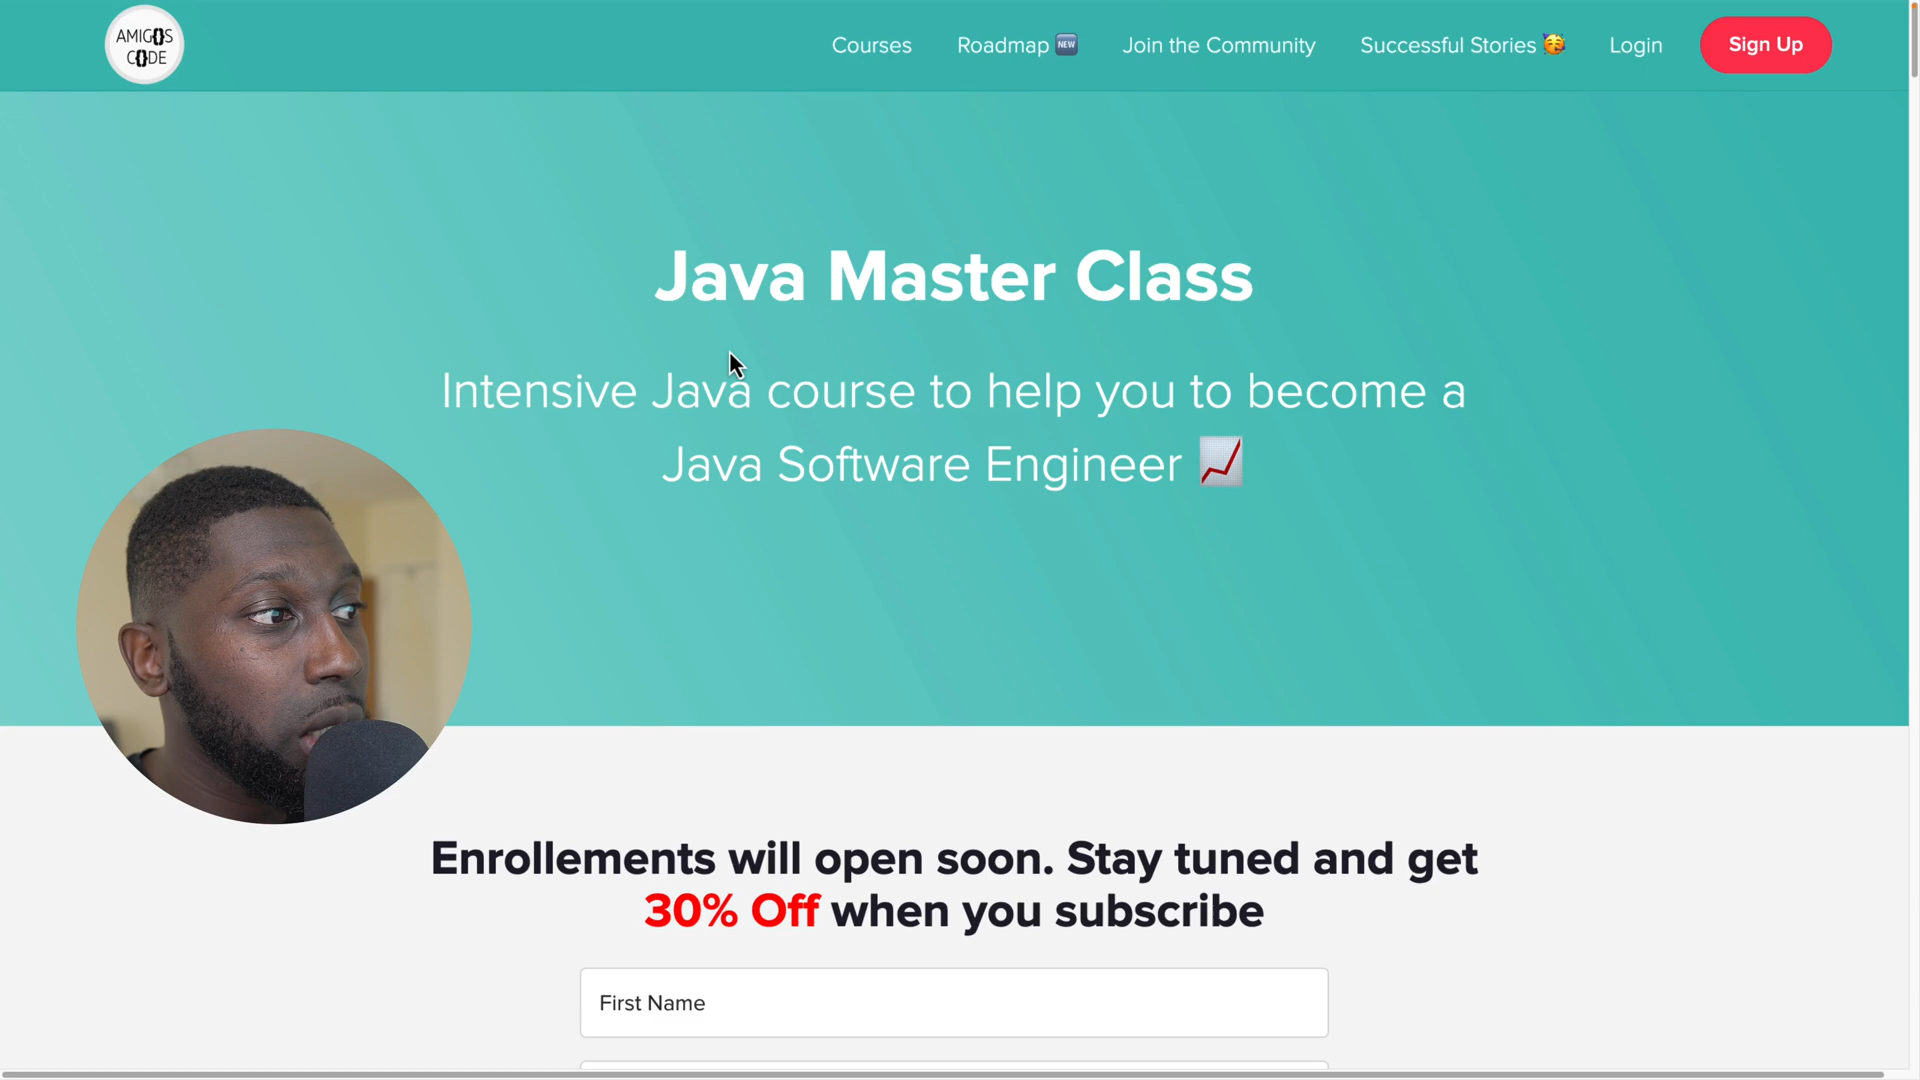 AMIGOS
CODE
Courses
Roadmap NEW
Join the Community
Successful Stories
Login
Sign Up
Java Master Class
Intensive Java course to help you to become a
Java Software Engineer
Enrollements will open soon. Stay tuned and get
30% Off when you subscribe
First Name